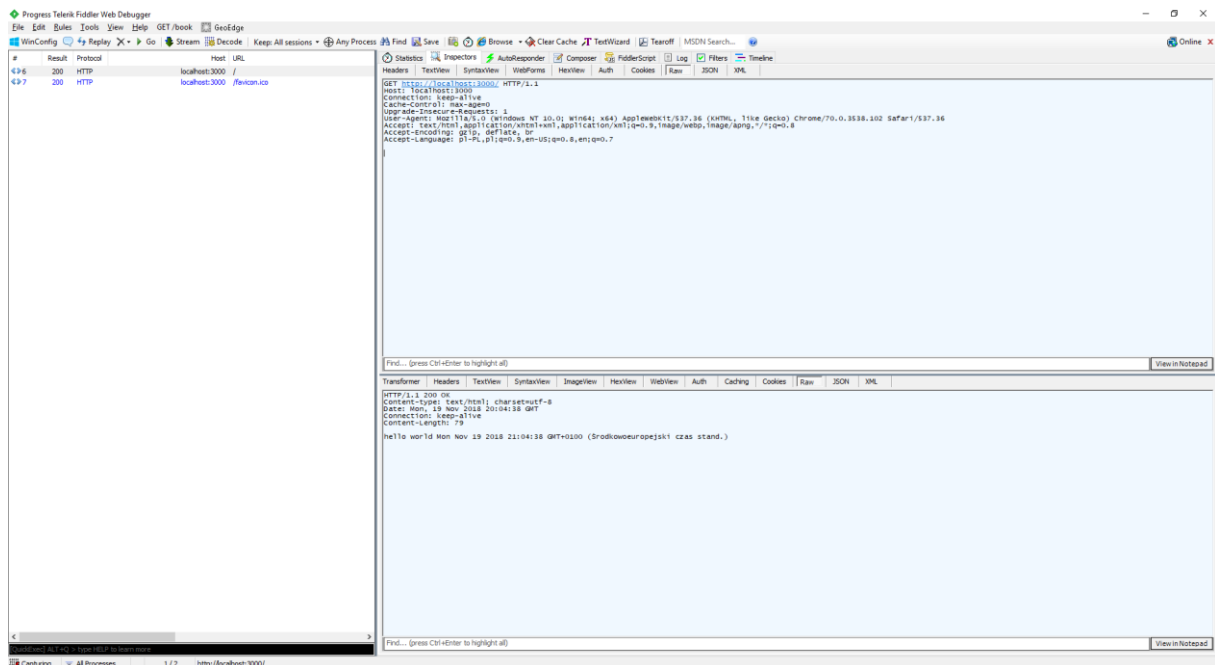 Progress Telerik Fiddler Web Debugger
File Edit Rules Tools View Help GET /book GeoEdge
WinConfig Replay Go Stream Decode Keep: All sessions Any Process Find Save Browse Clear Cache TextWizard Tearoff MSDN Search... Online
# Result Protocol Host URL
6 200 HTTP localhost:3000 /
7 200 HTTP localhost:3000 /favicon.ico
[QuickExec] ALT+Q > type HELP to learn more
Statistics Inspectors AutoResponder Composer FiddlerScript Log Filters Timeline
Headers TextView SyntaxView WebForms HexView Auth Cookies Raw JSON XML
GET http://localhost:3000/ HTTP/1.1
Host: localhost:3000
Connection: keep-alive
Cache-Control: max-age=0
Upgrade-Insecure-Requests: 1
User-Agent: Mozilla/5.0 (Windows NT 10.0; Win64; x64) AppleWebKit/537.36 (KHTML, like Gecko) Chrome/70.0.3538.102 Safari/537.36
Accept: text/html,application/xhtml+xml,application/xml;q=0.9,image/webp,image/apng,*/*;q=0.8
Accept-Encoding: gzip, deflate, br
Accept-Language: pl-PL,pl;q=0.9,en-US;q=0.8,en;q=0.7
Find... (press Ctrl+Enter to highlight all) View in Notepad
Transformer Headers TextView SyntaxView ImageView HexView WebView Auth Caching Cookies Raw JSON XML
HTTP/1.1 200 OK
Content-type: text/html; charset=utf-8
Date: Mon, 19 Nov 2018 20:04:38 GMT
Connection: keep-alive
Content-Length: 79
hello world Mon Nov 19 2018 21:04:38 GMT+0100 (Środkowoeuropejski czas stand.)
Find... (press Ctrl+Enter to highlight all) View in Notepad
Capturing All Processes 1 / 2 http://localhost:3000/